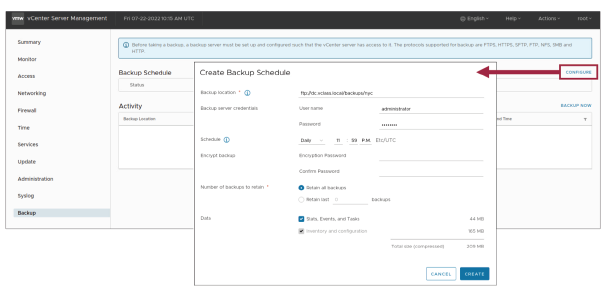 vmw vCenter Server Management Fri 07-22-2022 10:15 AM UTC English Help Actions root
Summary
Monitor
Access
Networking
Firewall
Time
Services
Update
Administration
Syslog
Backup
Before taking a backup, a backup server must be set up and configured such that the vCenter server has access to it. The protocols supported for backup are FTPS, HTTPS, SFTP, FTP, NFS, SMB and
HTTP.
Backup Schedule CONFIGURE
Status
Activity BACKUP NOW
Backup Location
Create Backup Schedule
Backup location * ftp://dc.vclass.local/backups/nyc
Backup server credentials User name administrator
Password ••••••••
Schedule Daily 11 : 59 P.M. Etc/UTC
Encrypt backup Encryption Password
Confirm Password
Number of backups to retain * Retain all backups
Retain last 0 backups
Data Stats, Events, and Tasks 44 MB
Inventory and configuration 165 MB
Total size (compressed) 209 MB
CANCEL CREATE